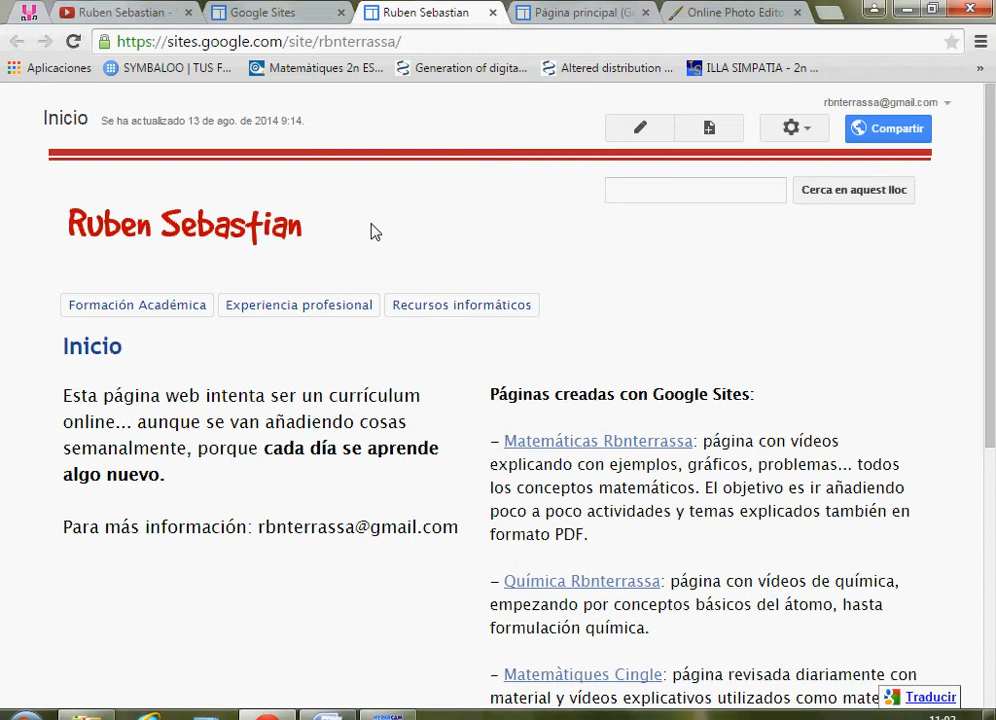 Ruben Sebastian -
Google Sites
Ruben Sebastian
Página principal (G
Online Photo Edito
https://sites.google.com/site/rbnterrassa/
Aplicaciones
SYMBALOO | TUS F...
Matemàtiques 2n ES...
Generation of digita...
Altered distribution ...
ILLA SIMPATIA - 2n ...
»
rbnterrassa@gmail.com
Inicio
Se ha actualizado 13 de ago. de 2014 9:14.
Compartir
Cerca en aquest lloc
Ruben Sebastian
Formación Académica
Experiencia profesional
Recursos informáticos
Inicio
Esta página web intenta ser un currículum
online... aunque se van añadiendo cosas
semanalmente, porque cada día se aprende
algo nuevo.
Para más información: rbnterrassa@gmail.com
Páginas creadas con Google Sites:
– Matemáticas Rbnterrassa: página con vídeos
explicando con ejemplos, gráficos, problemas... todos
los conceptos matemáticos. El objetivo es ir añadiendo
poco a poco actividades y temas explicados también en
formato PDF.
– Química Rbnterrassa: página con vídeos de química,
empezando por conceptos básicos del átomo, hasta
formulación química.
– Matemàtiques Cingle: página revisada diariamente con
material y vídeos explicativos utilizados como mate
Traducir